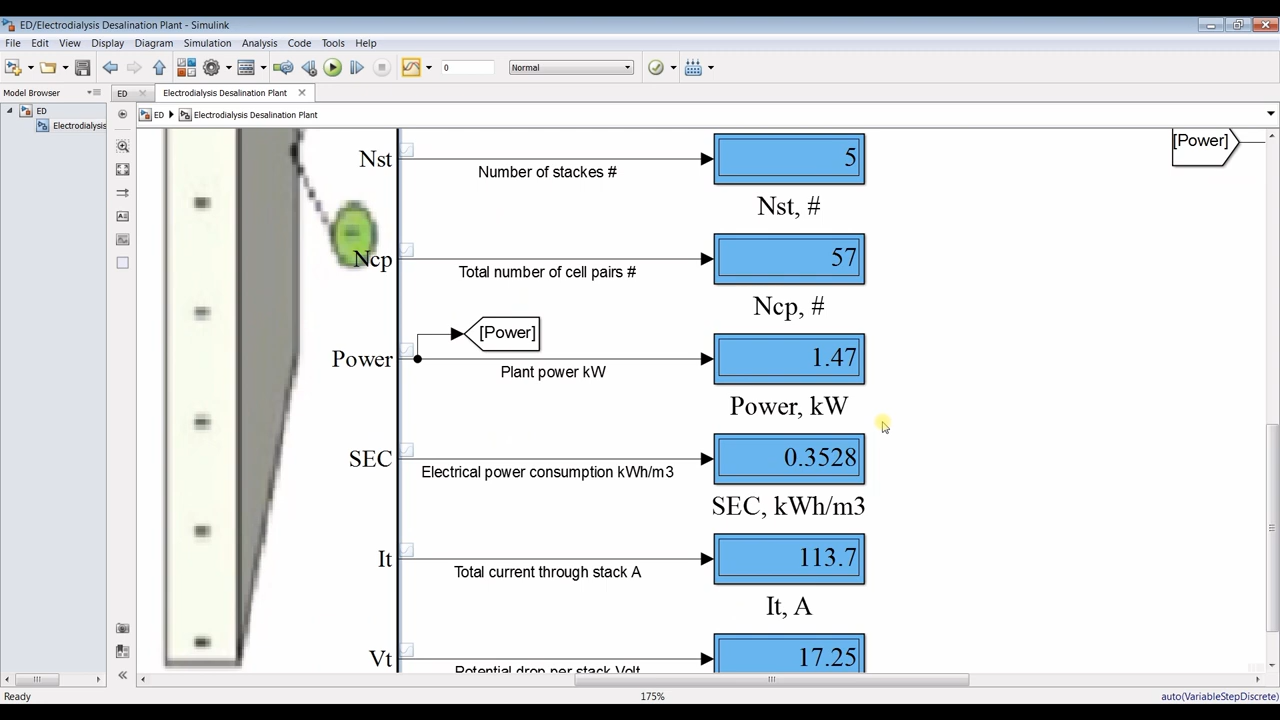 ED/Electrodialysis Desalination Plant - Simulink
File Edit View Display Diagram Simulation Analysis Code Tools Help
0 Normal
Model Browser
ED Electrodialysis Desalination Plant
ED
ED Electrodialysis Desalination Plant
Electrodialysis
[Power]
Nst
Number of stackes #
5
Nst, #
Ncp
Total number of cell pairs #
57
Ncp, #
[Power]
Power
Plant power kW
1.47
Power, kW
SEC
Electrical power consumption kWh/m3
0.3528
SEC, kWh/m3
It
Total current through stack A
113.7
It, A
Vt
Potential drop per stack Volt
17.25
Ready
175%
auto(VariableStepDiscrete)